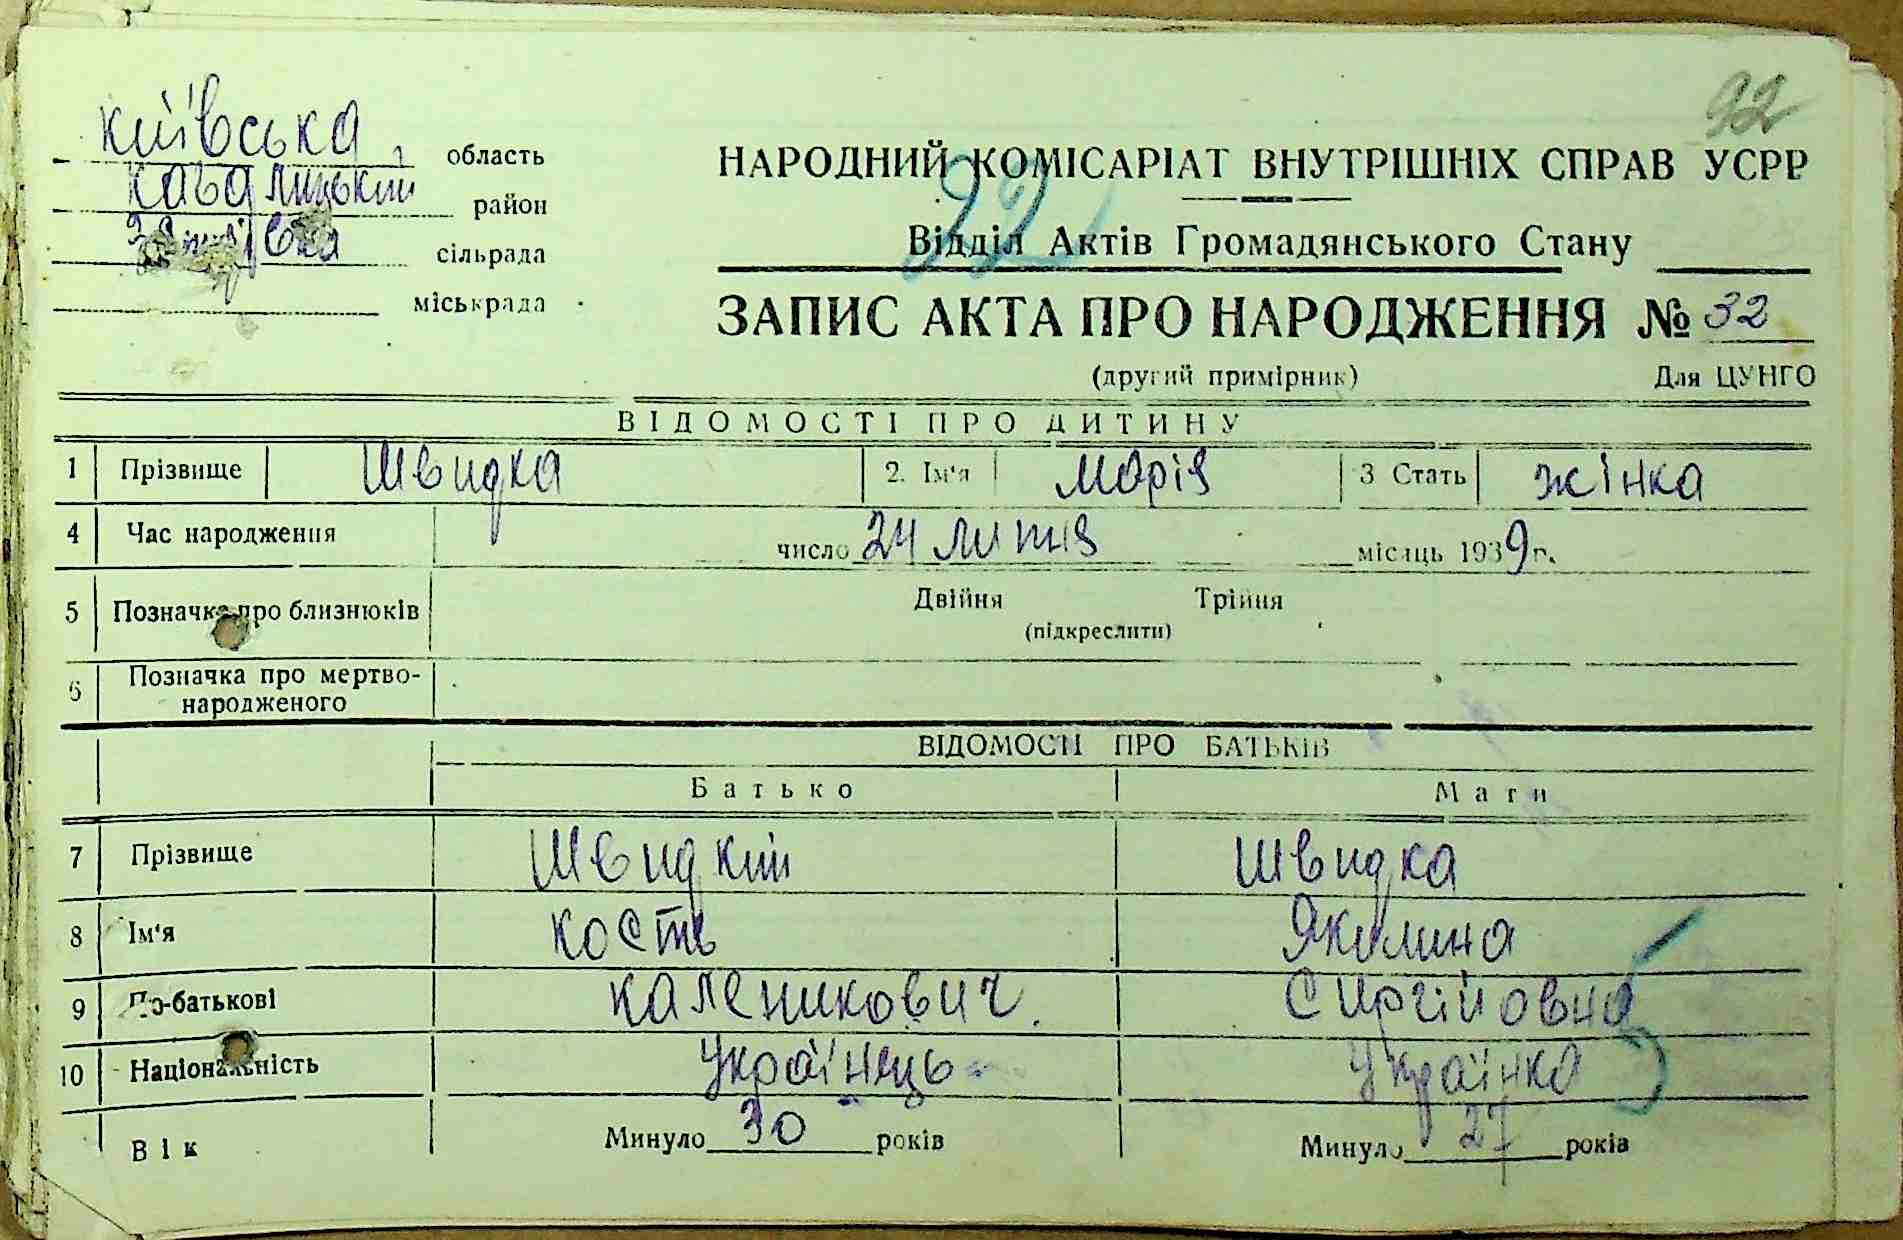 92
Київська область
Кагарлицький район
сільрада
міськрада
НАРОДНИЙ КОМІСАРІАТ ВНУТРІШНІХ СПРАВ УСРР
Відділ Актів Громадянського Стану
ЗАПИС АКТА ПРО НАРОДЖЕННЯ № 32
(другий примірник) Для ЦУНГО
ВІДОМОСТІ ПРО ДИТИНУ
1 Прізвище Швидка 2. Ім'я Марія 3 Стать жінка
4 Час народження число 24 лютня місяць 1939 г.
5 Позначка про близнюків Двійня Трійня
(підкреслити)
6 Позначка про мертво-
народженого
ВІДОМОСТІ ПРО БАТЬКІВ
Батько Мати
7 Прізвище Швидкий Швидка
8 Ім'я Кость Якилина
9 По-батькові Каленикович. Сиргійовна
10 Національність Українець Українка
Вік Минуло 30 років Минуло 27 років